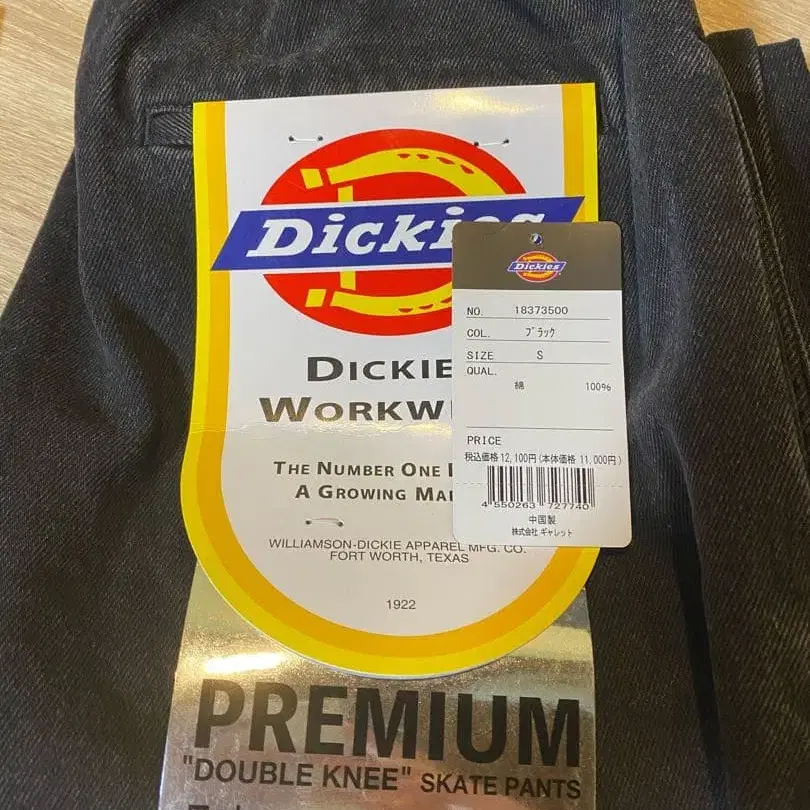 Dickies
DICKIE
WORKW
THE NUMBER ONE
A GROWING MA
WILLIAMSON-DICKIE APPAREL MFG. CO.
FORT WORTH, TEXAS
1922
PREMIUM
"DOUBLE KNEE" SKATE PANTS
Dickies
NO. 18373500
COL. ブラック
SIZE S
QUAL.
綿 100%
PRICE
税込価格 12,100円(本体価格 11,000円)
4 550263 727740
中国製
株式会社 ギャレット